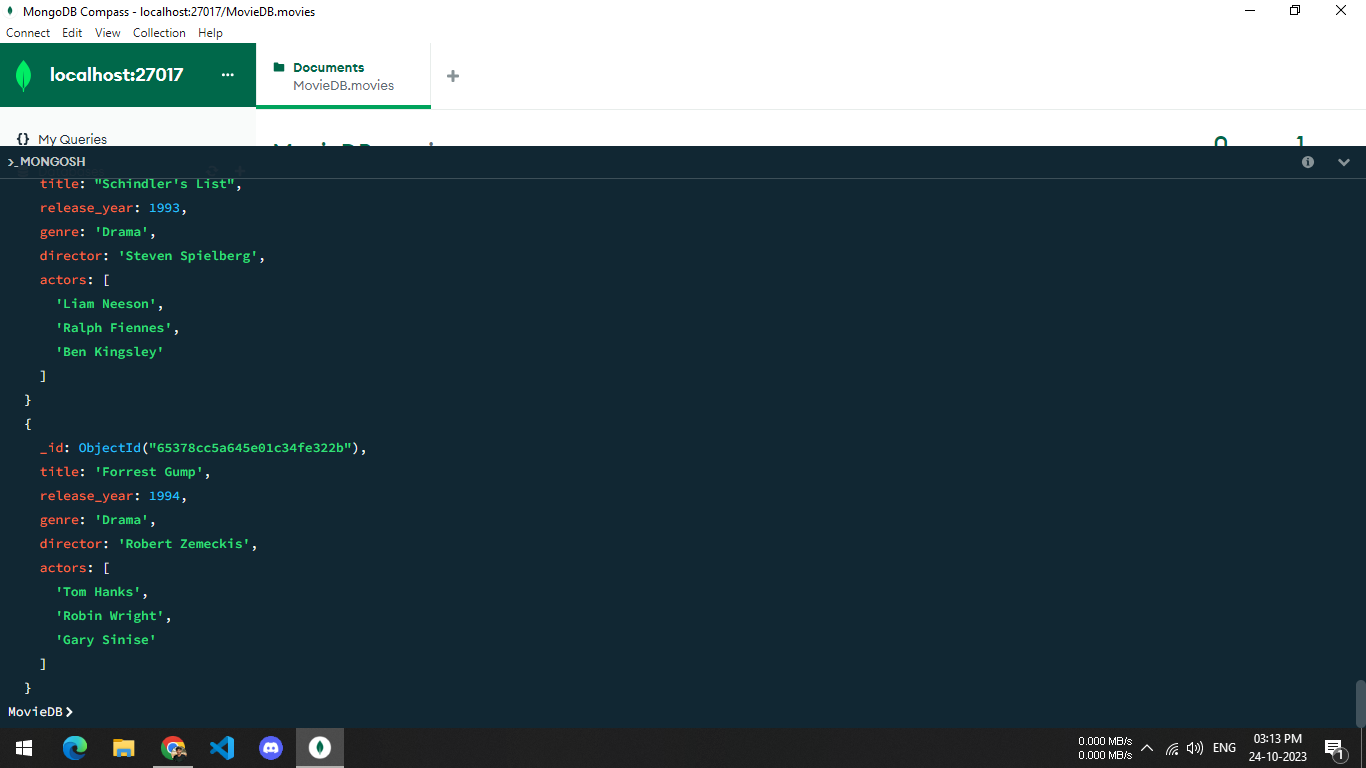 MongoDB Compass - localhost:27017/MovieDB.movies
Connect Edit View Collection Help
localhost:27017 ...
Documents
MovieDB.movies
{} My Queries
>_MONGOSH
title: "Schindler's List",
release_year: 1993,
genre: 'Drama',
director: 'Steven Spielberg',
actors: [
'Liam Neeson',
'Ralph Fiennes',
'Ben Kingsley'
]
}
{
_id: ObjectId("65378cc5a645e01c34fe322b"),
title: 'Forrest Gump',
release_year: 1994,
genre: 'Drama',
director: 'Robert Zemeckis',
actors: [
'Tom Hanks',
'Robin Wright',
'Gary Sinise'
]
}
MovieDB>
0.000 MB/s
0.000 MB/s
ENG
03:13 PM
24-10-2023
1